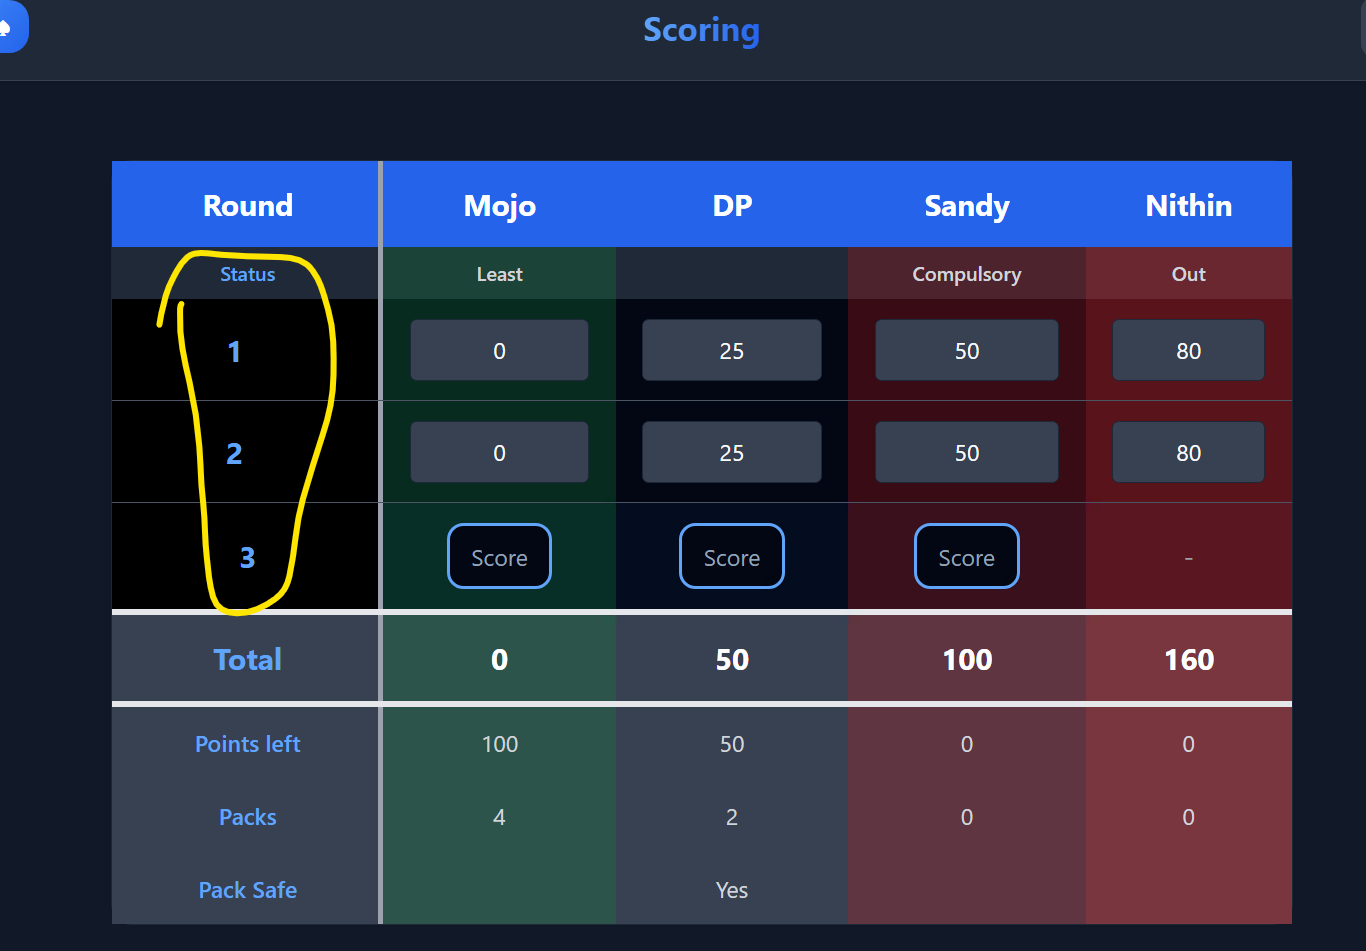 Scoring
Round Mojo DP Sandy Nithin
Status Least Compulsory Out
1 0 25 50 80
2 0 25 50 80
3 Score Score Score -
Total 0 50 100 160
Points left 100 50 0 0
Packs 4 2 0 0
Pack Safe Yes